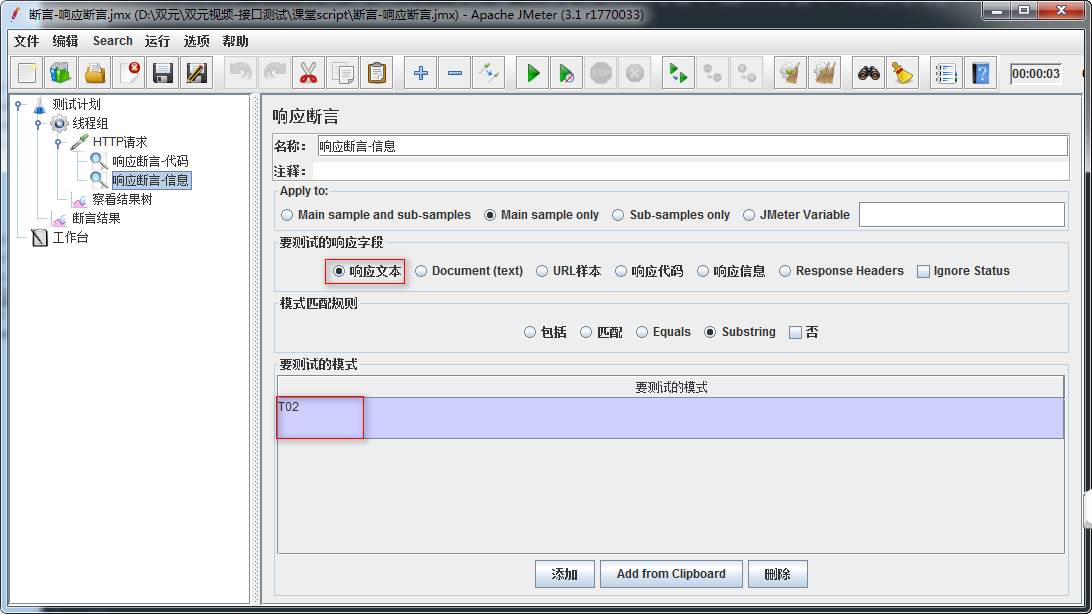 断言-响应断言.jmx (D:\双元\双元视频-接口测试\课堂script\断言-响应断言.jmx) - Apache JMeter (3.1 r1770033)
文件 编辑 Search 运行 选项 帮助
STOP 00:00:03
测试计划
线程组
HTTP请求
响应断言-代码
响应断言-信息
察看结果树
断言结果
工作台
响应断言
名称： 响应断言-信息
注释：
Apply to:
Main sample and sub-samples Main sample only Sub-samples only JMeter Variable
要测试的响应字段
响应文本 Document (text) URL样本 响应代码 响应信息 Response Headers Ignore Status
模式匹配规则
包括 匹配 Equals Substring 否
要测试的模式
要测试的模式
T02
添加 Add from Clipboard 删除